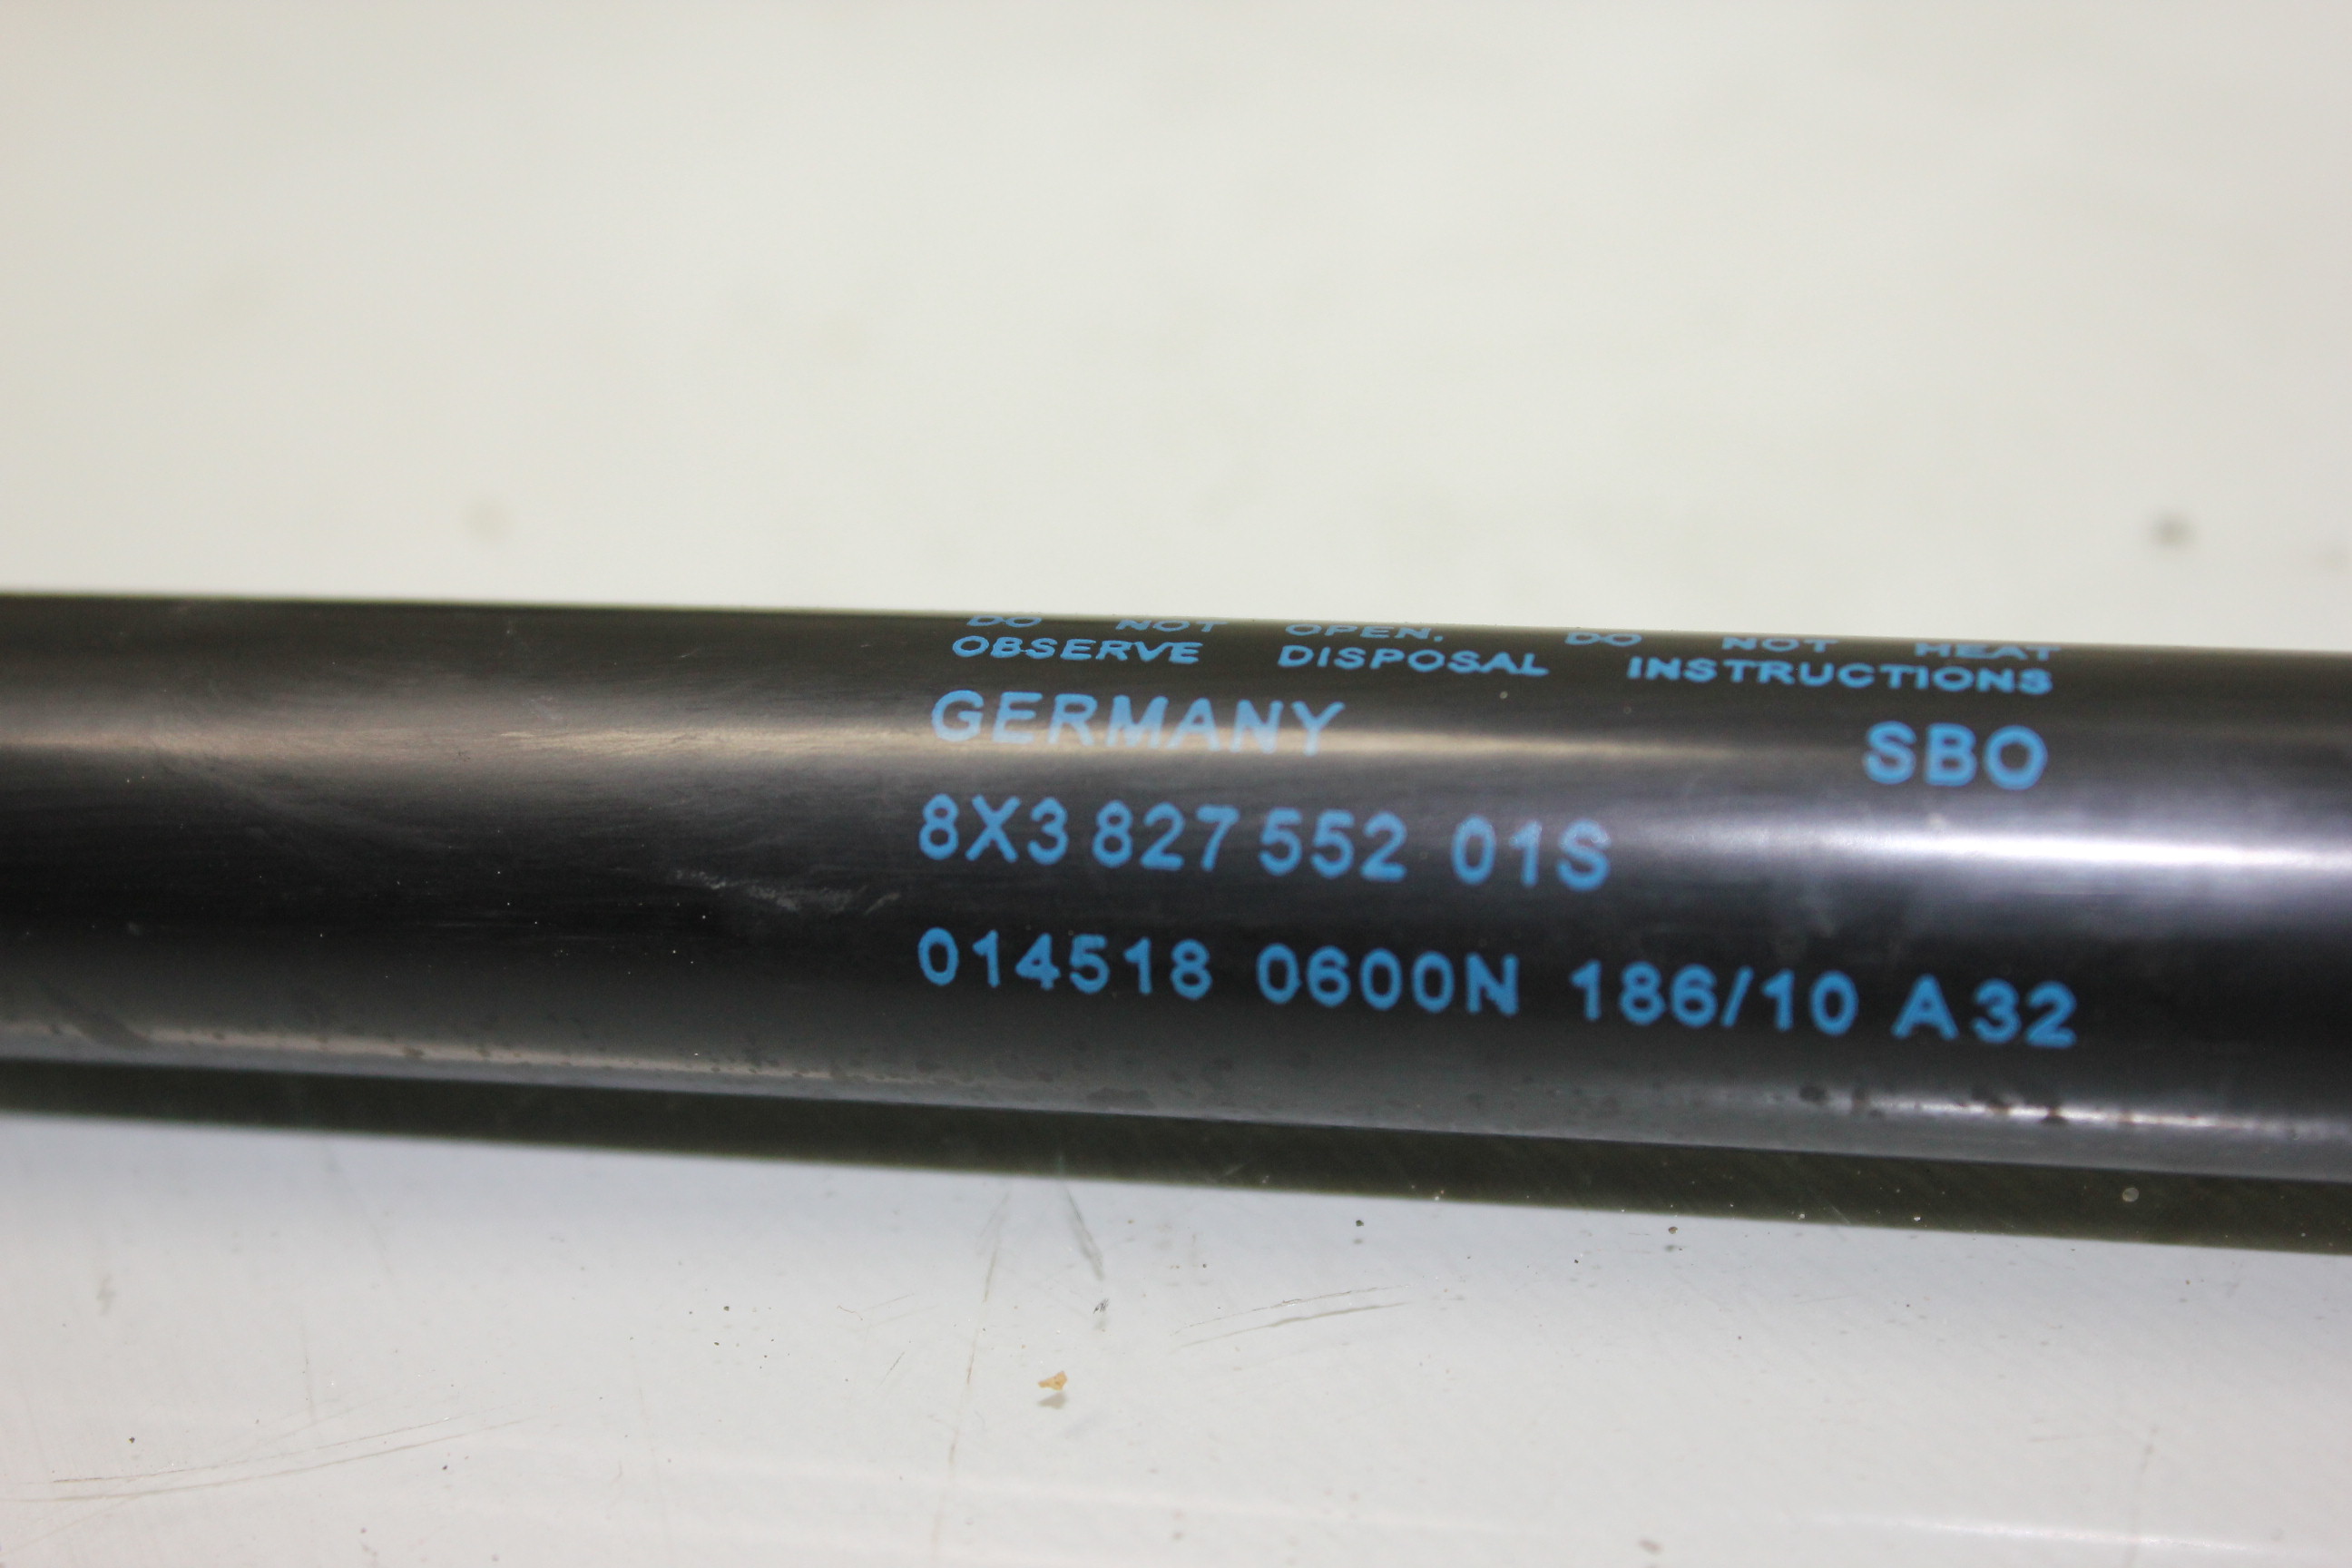 DO NOT OPEN. DO NOT HEAT
OBSERVE DISPOSAL INSTRUCTIONS
GERMANY SBO
8X3 827 552 01S
014518 0600N 186/10 A32